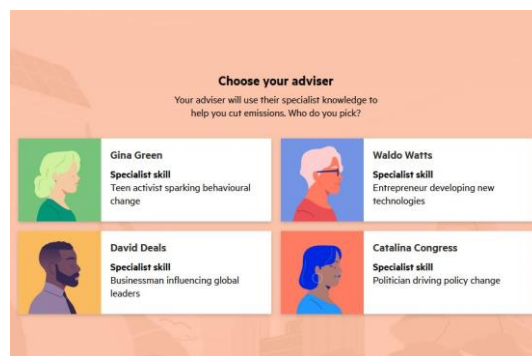 Choose your adviser
Your adviser will use their specialist knowledge to
help you cut emissions. Who do you pick?
Gina Green
Specialist skill
Teen activist sparking behavioural
change
Waldo Watts
Specialist skill
Entrepreneur developing new
technologies
David Deals
Specialist skill
Businessman influencing global
leaders
Catalina Congress
Specialist skill
Politician driving policy change